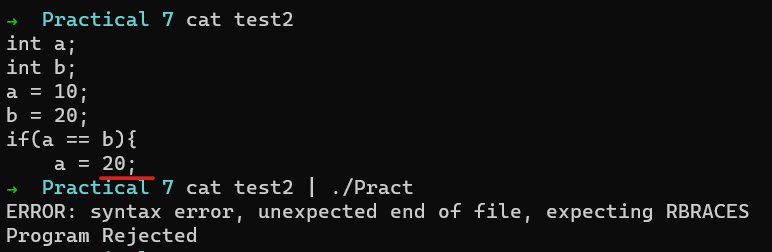 → Practical 7 cat test2
int a;
int b;
a = 10;
b = 20;
if(a == b){
    a = 20;
→ Practical 7 cat test2 | ./Pract
ERROR: syntax error, unexpected end of file, expecting RBRACES
Program Rejected